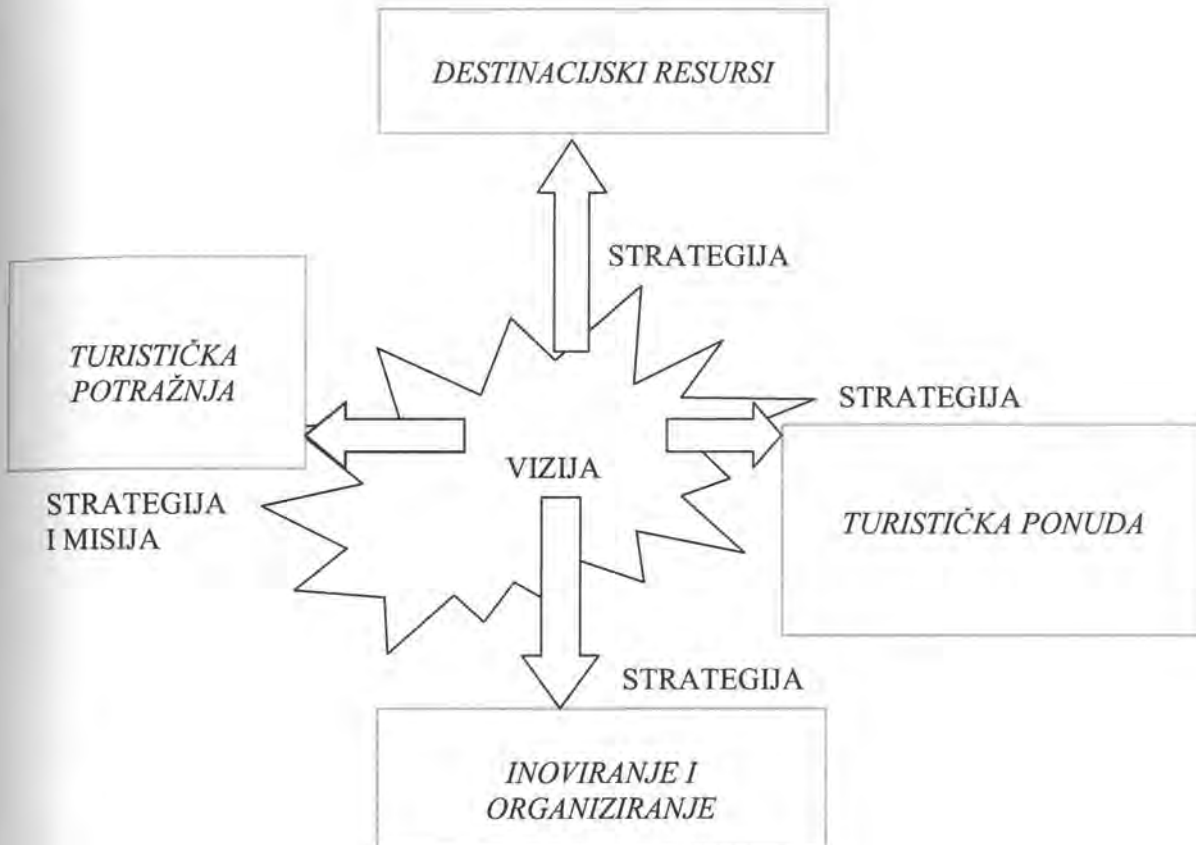 DESTINACIJSKI RESURSI
STRATEGIJA
TURISTIČKA
POTRAŽNJA
STRATEGIJA
VIZIJA
STRATEGIJA
I MISIJA
TURISTIČKA PONUDA
STRATEGIJA
INOVIRANJE I
ORGANIZIRANJE